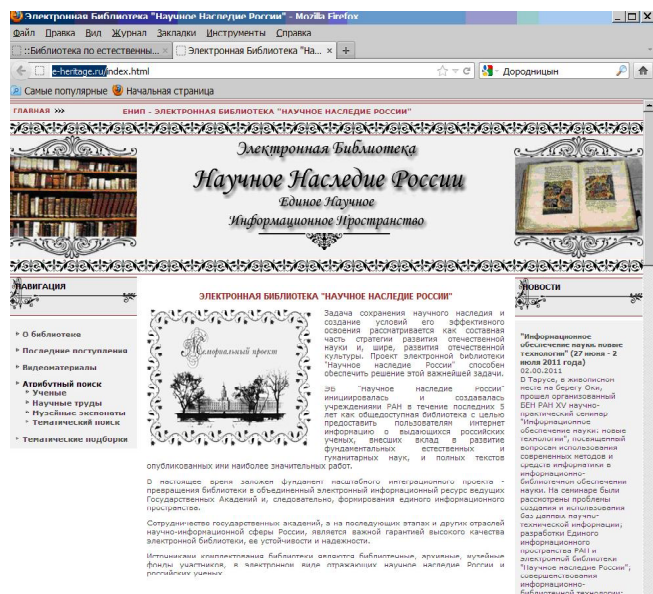 Электронная Библиотека "Научное Наследие России" - Mozilla Firefox
Файл Правка Вид Журнал Закладки Инструменты Справка
::Библиотека по естественны... × Электронная Библиотека "На... × +
e-heritage.ru/index.html
Дородницын
Самые популярные Начальная страница
ГЛАВНАЯ >>> ЕНИП - ЭЛЕКТРОННАЯ БИБЛИОТЕКА "НАУЧНОЕ НАСЛЕДИЕ РОССИИ"
Электронная Библиотека
Научное Наследие России
Единое Научное
Информационное Пространство
НАВИГАЦИЯ
О библиотеке
Последние поступления
Видеоматериалы
Атрибутный поиск
Ученые
Научные труды
Музейные экспонаты
Тематический поиск
Тематические подборки
ЭЛЕКТРОННАЯ БИБЛИОТЕКА "НАУЧНОЕ НАСЛЕДИЕ РОССИИ"
Мемориальный проект
Задача сохранения научного наследия и
создание условий его эффективного
освоения рассматривается как составная
часть стратегии развития отечественной
науки и, шире, развития отечественной
культуры. Проект электронной библиотеки
"Научное наследие России" способен
обеспечить решение этой важнейшей задачи.
ЭБ "Научное наследие России"
инициировалась и создавалась
учреждениями РАН в течение последних 5
лет как общедоступная библиотека с целью
предоставить пользователям интернет
информацию о выдающихся российских
ученых, внесших вклад в развитие
фундаментальных естественных и
гуманитарных наук, и полных текстов
опубликованных ими наиболее значительных работ.
В настоящее время заложен фундамент масштабного интеграционного проекта -
превращения библиотеки в объединенный электронный информационный ресурс ведущих
Государственных Академий и, следовательно, формирования единого информационного
пространства.
Сотрудничество государственных академий, а на последующих этапах и других отраслей
научно-информационной сферы России, является важной гарантией высокого качества
электронной библиотеки, ее устойчивости и надежности.
Источниками комплектования библиотеки являются библиотечные, архивные, музейные
фонды участников, в электронном виде отражающих научное наследие России и
российских ученых.
НОВОСТИ
"Информационное
обеспечение науки: новые
технологии" (27 июня - 2
июля 2011 года)
02.00.2011
В Тарусе, в живописном
месте на берегу Оки,
прошел организованный
БЕН РАН XV научно-
практический семинар
"Информационное
обеспечение науки: новые
технологии", посвященный
вопросам использования
современных методов и
средств информатики в
информационно-
библиотечном обеспечении
науки. На семинаре были
рассмотрены проблемы
создания и использования
баз данных научно-
технической информации,
разработки Единого
информационного
пространства РАН и
электронной библиотеки
"Научное наследие России";
совершенствования
информационно-
библиотечной технологии;